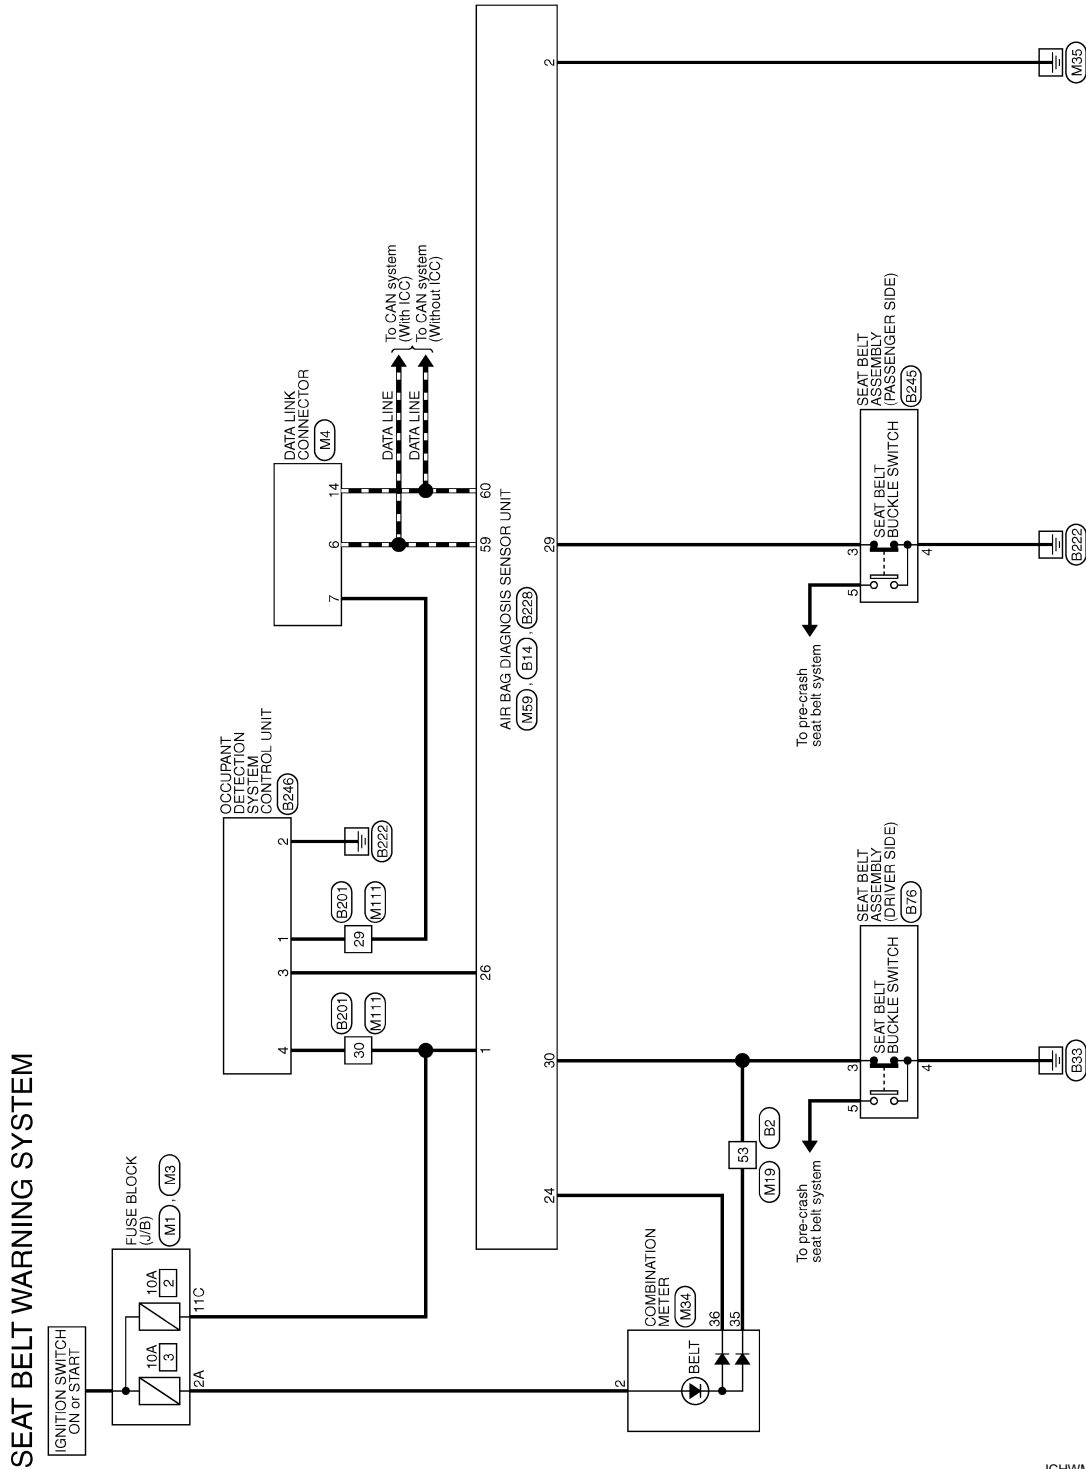 SEAT BELT WARNING SYSTEM
IGNITION SWITCH
ON or START
FUSE BLOCK
(J/B)
M1 , M3
10A
3
10A
2
2A
11C
OCCUPANT
DETECTION
SYSTEM
CONTROL UNIT
B246
4
3
1
2
B201
30
M111
B201
29
M111
B222
DATA LINK
CONNECTOR
M4
7
6
14
DATA LINE
DATA LINE
To CAN system
(With ICC)
To CAN system
(Without ICC)
1
26
59
60
AIR BAG DIAGNOSIS SENSOR UNIT
M59 , B14 , B228
24
30
29
2
COMBINATION
METER
M34
2
BELT
36
35
53
M19
B2
To pre-crash
seat belt system
5
3
SEAT BELT
BUCKLE SWITCH
4
SEAT BELT
ASSEMBLY
(DRIVER SIDE)
B76
B33
To pre-crash
seat belt system
5
3
SEAT BELT
BUCKLE SWITCH
4
SEAT BELT
ASSEMBLY
(PASSENGER SIDE)
B245
B222
M35